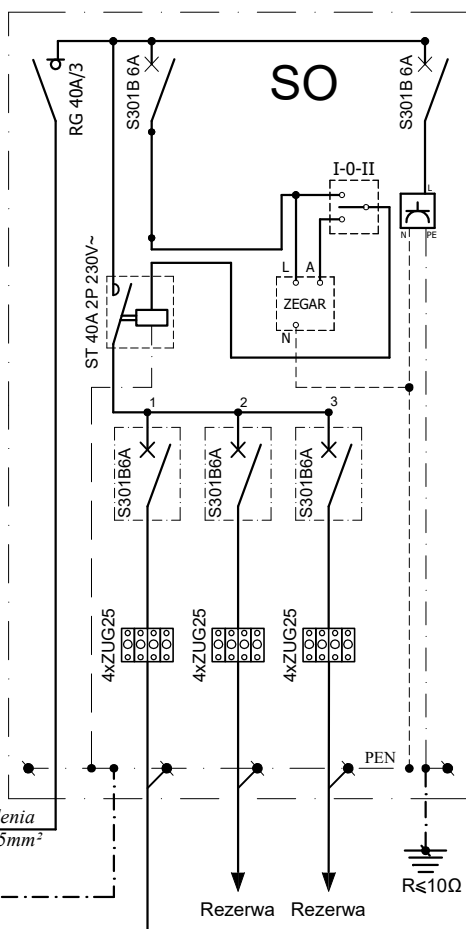 SO
RG 40A/3
S301B 6A
S301B 6A
I-0-II
L
N
PE
L
A
ZEGAR
N
ST 40A 2P 230V~
1
2
3
S301B6A
S301B6A
S301B6A
4xZUG25
4xZUG25
4xZUG25
PEN
R≤10Ω
Rezerwa
Rezerwa